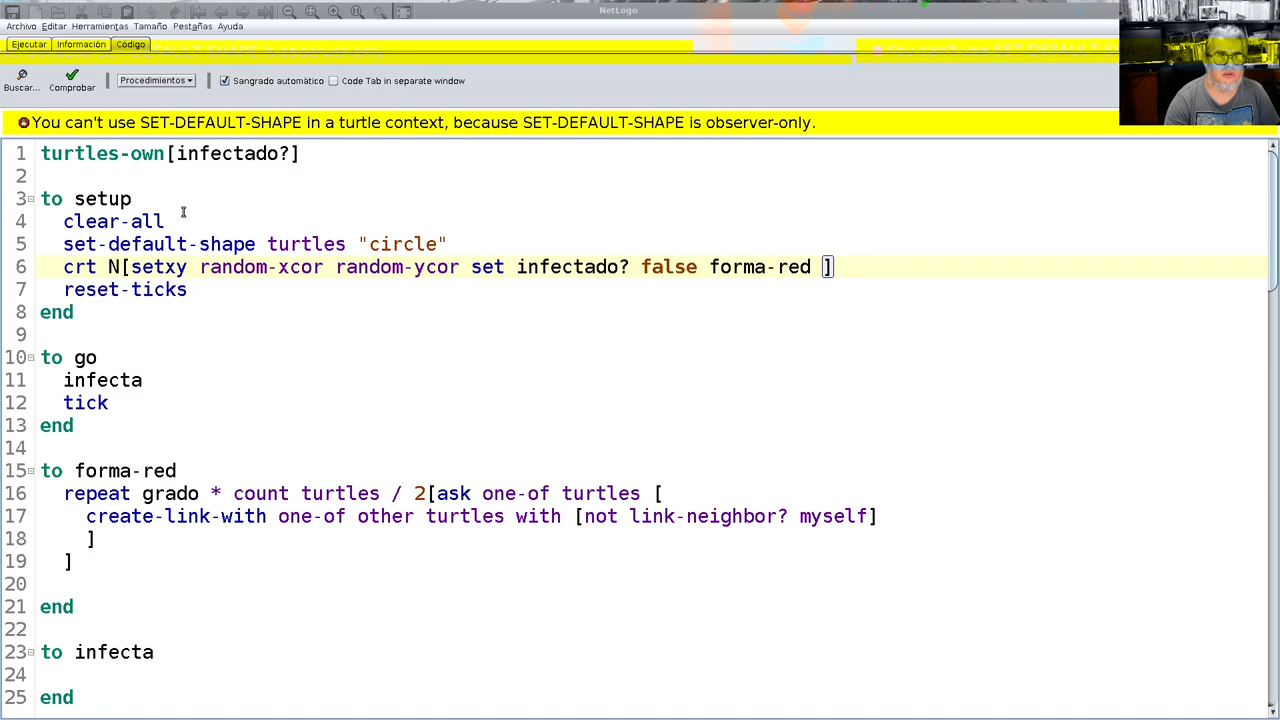 NetLogo
Archivo Editar Herramientas Tamaño Pestañas Ayuda
Ejecutar Información Código
Buscar... Comprobar Procedimientos Sangrado automático Code Tab in separate window
You can't use SET-DEFAULT-SHAPE in a turtle context, because SET-DEFAULT-SHAPE is observer-only.
1 turtles-own[infectado?]
2
3 to setup
4 clear-all
5 set-default-shape turtles "circle"
6 crt N[setxy random-xcor random-ycor set infectado? false forma-red ]
7 reset-ticks
8 end
9
10 to go
11 infecta
12 tick
13 end
14
15 to forma-red
16 repeat grado * count turtles / 2[ask one-of turtles [
17 create-link-with one-of other turtles with [not link-neighbor? myself]
18 ]
19 ]
20
21 end
22
23 to infecta
24
25 end